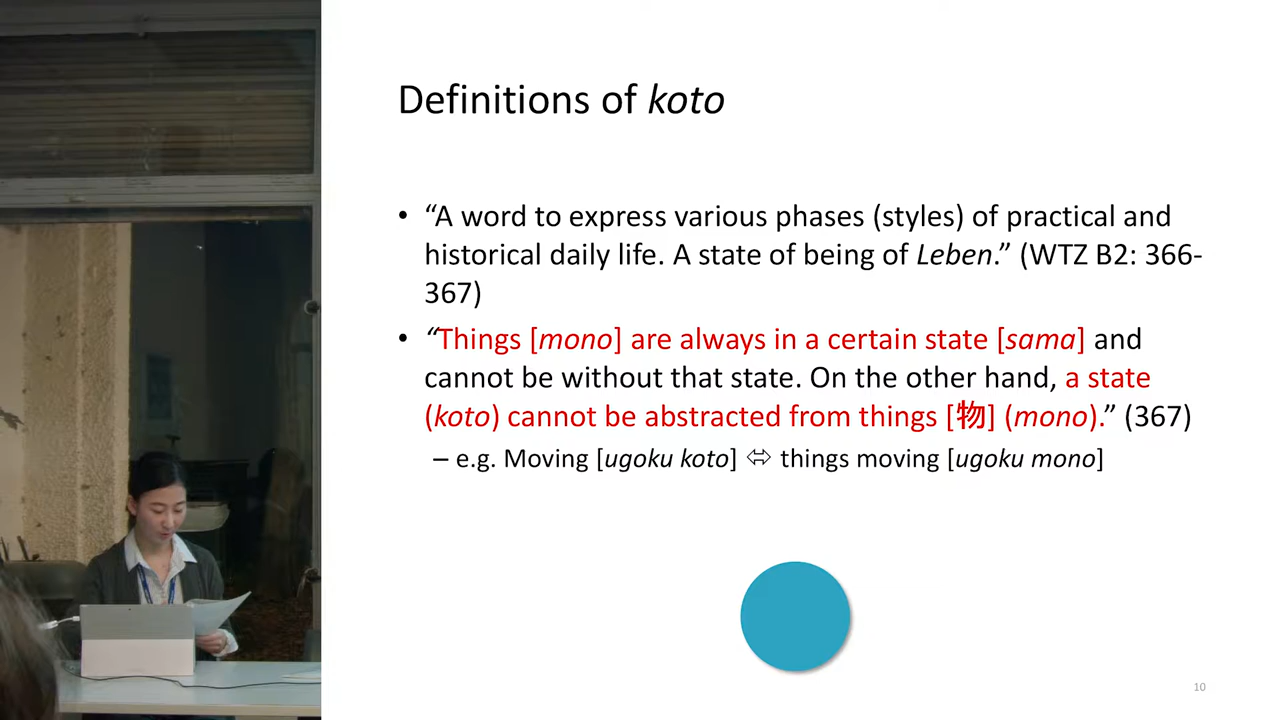 Definitions of koto
• “A word to express various phases (styles) of practical and
historical daily life. A state of being of Leben.” (WTZ B2: 366-
367)
• “Things [mono] are always in a certain state [sama] and
cannot be without that state. On the other hand, a state
(koto) cannot be abstracted from things [物] (mono).” (367)
– e.g. Moving [ugoku koto] ⬄ things moving [ugoku mono]
10